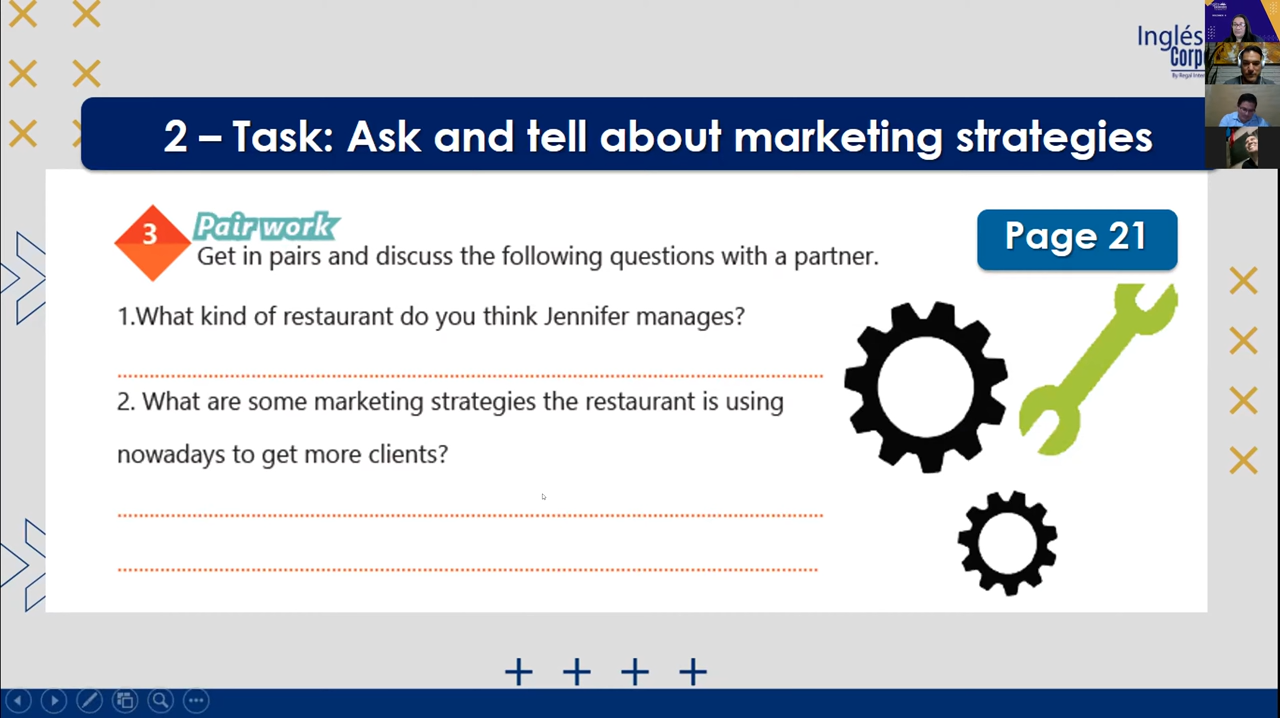 Inglés
Corp
2 – Task: Ask and tell about marketing strategies
3
Pair work
Get in pairs and discuss the following questions with a partner.
Page 21
1.What kind of restaurant do you think Jennifer manages?
2. What are some marketing strategies the restaurant is using
nowadays to get more clients?